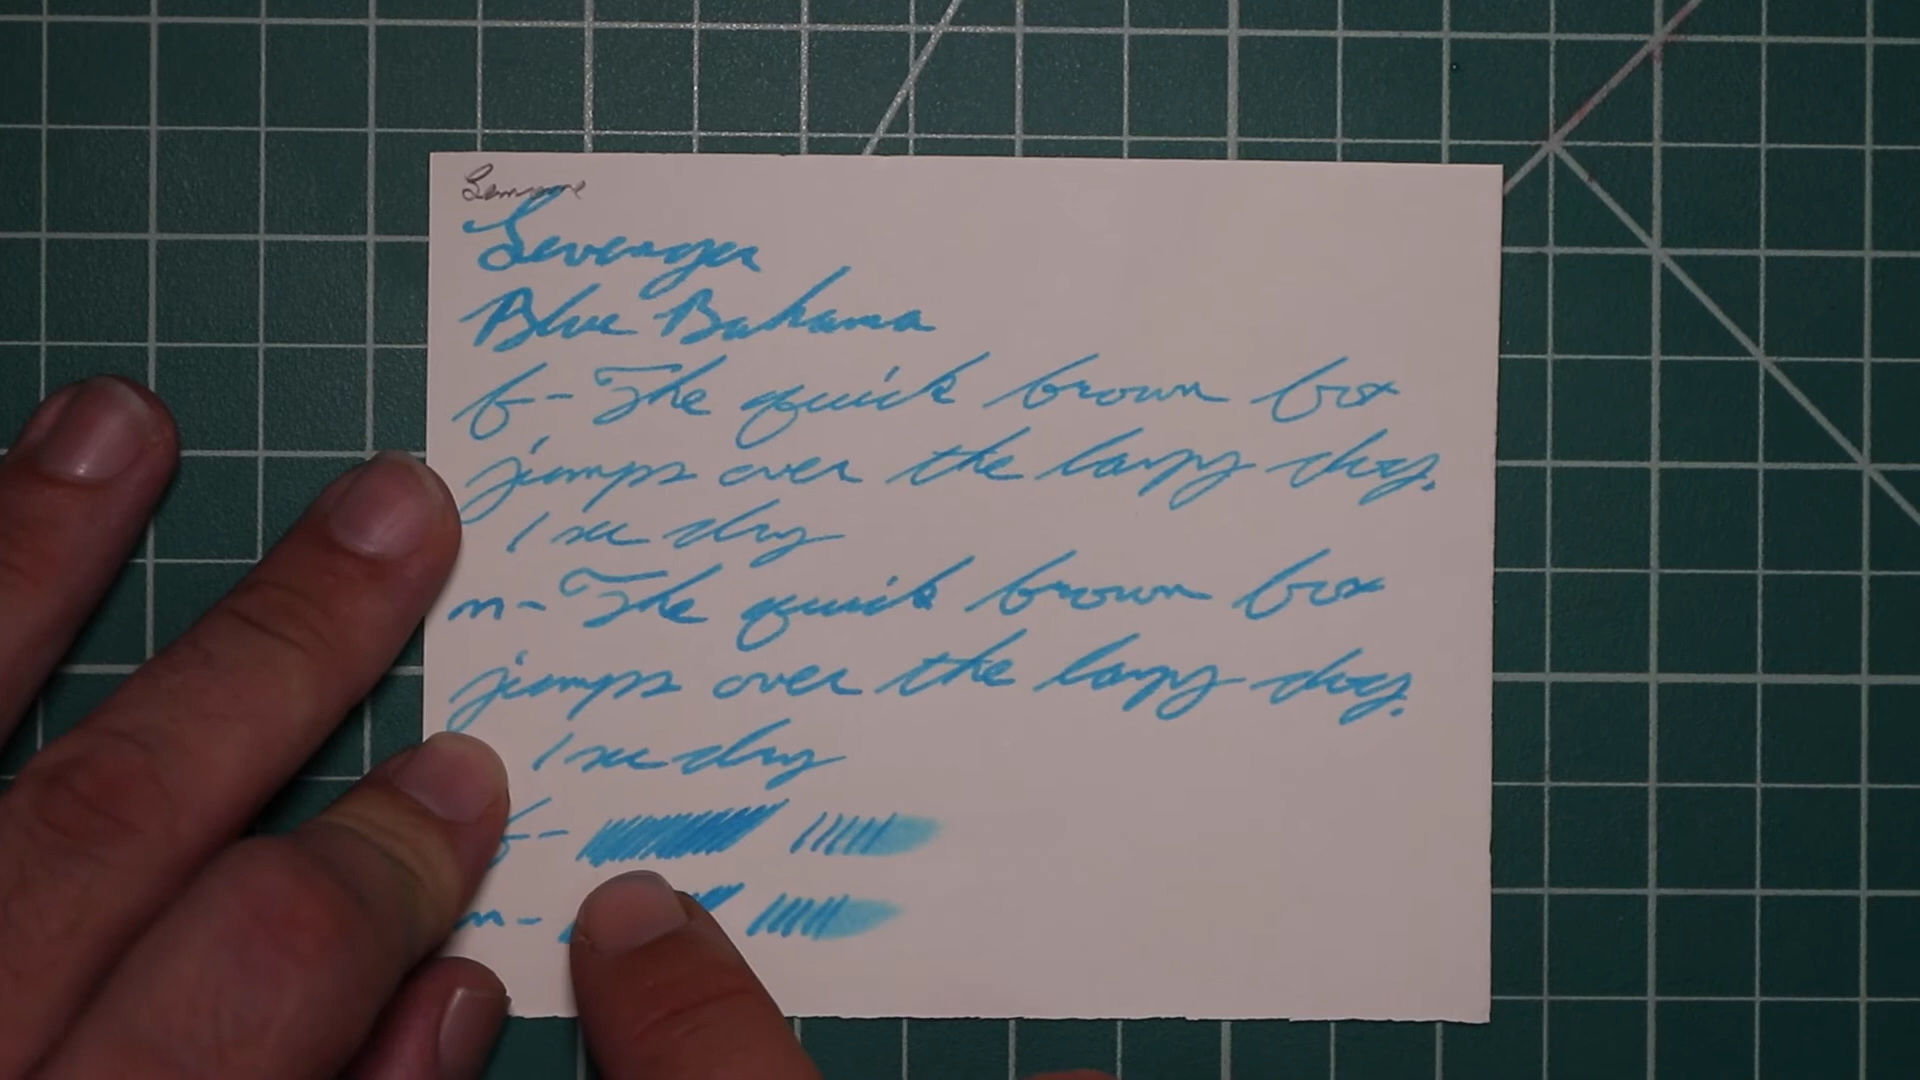 Levenger
Blue Bahama
f- The quick brown fox
jumps over the lazy dog.
1 sec dry
m- The quick brown fox
jumps over the lazy dog.
1 sec dry
f-
m-